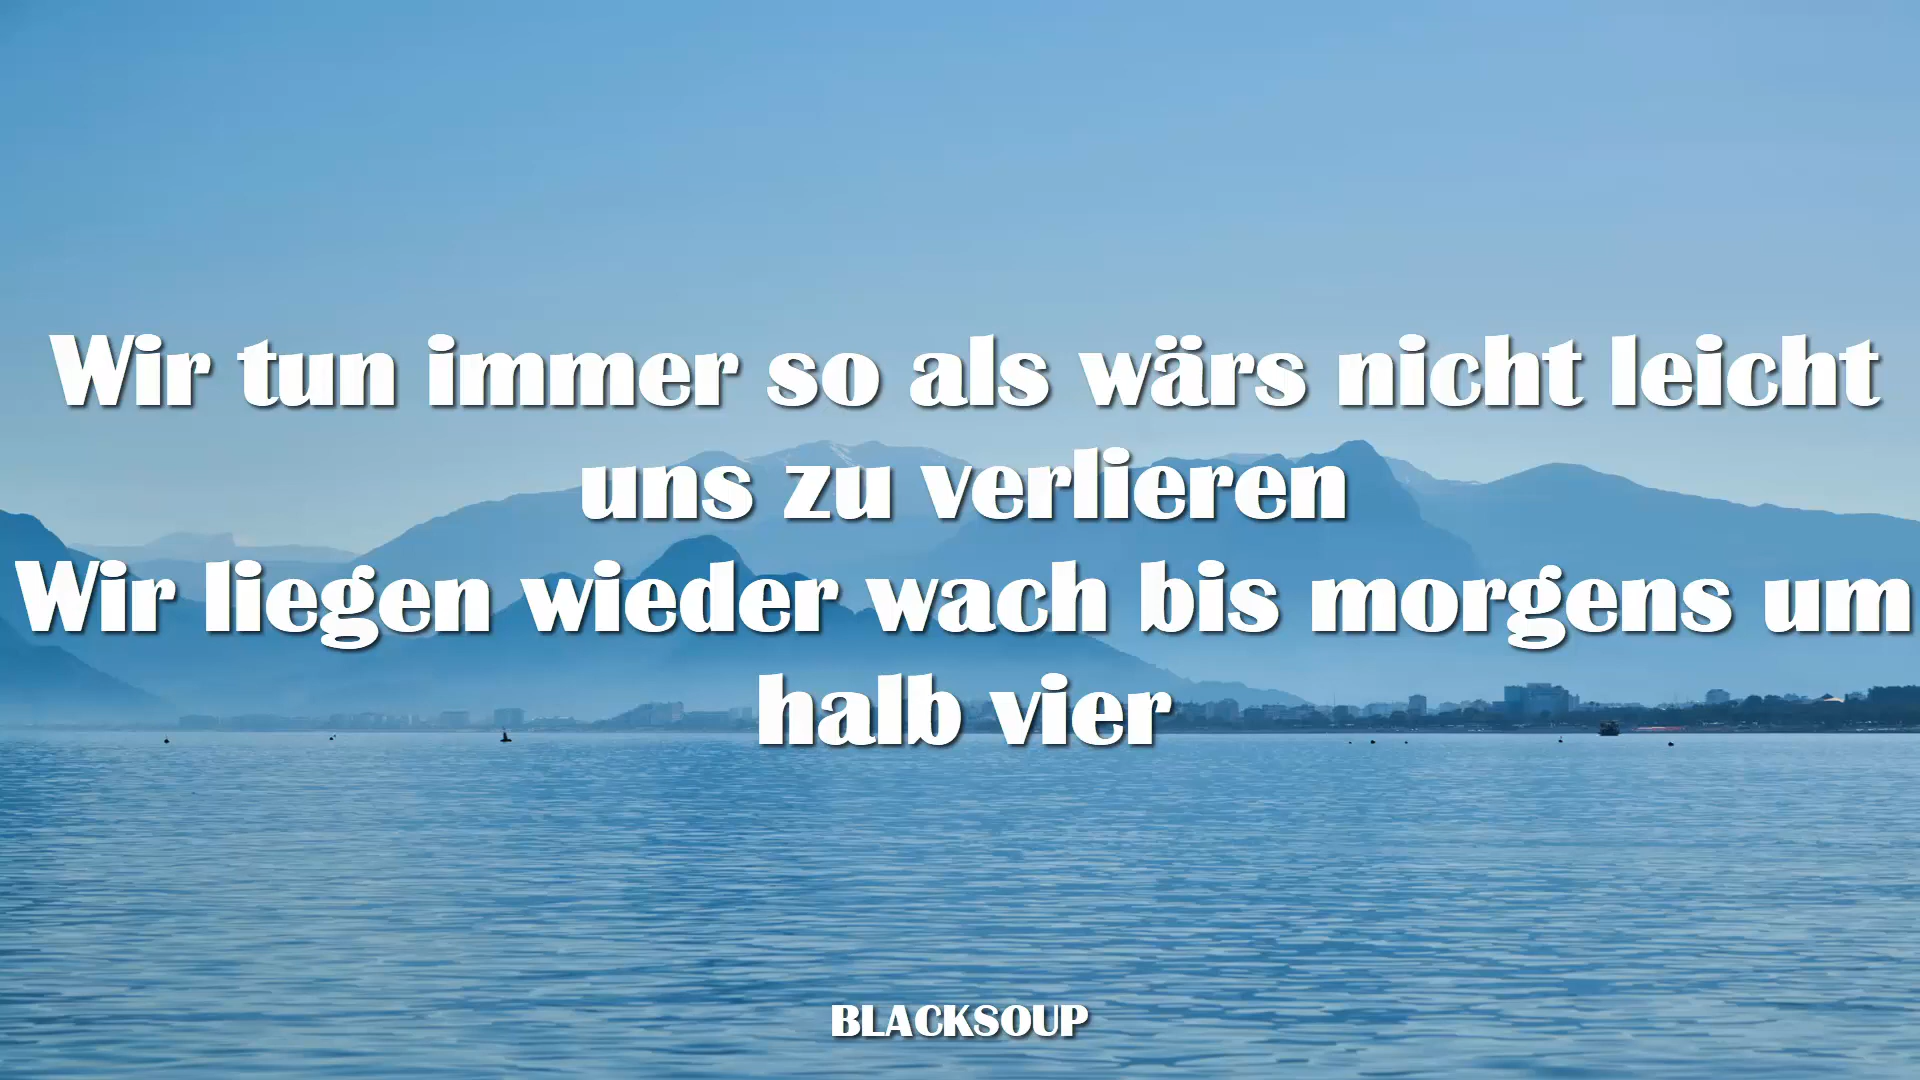 Wir tun immer so als wärs nicht leicht
uns zu verlieren
Wir liegen wieder wach bis morgens um
halb vier
BLACKSOUP